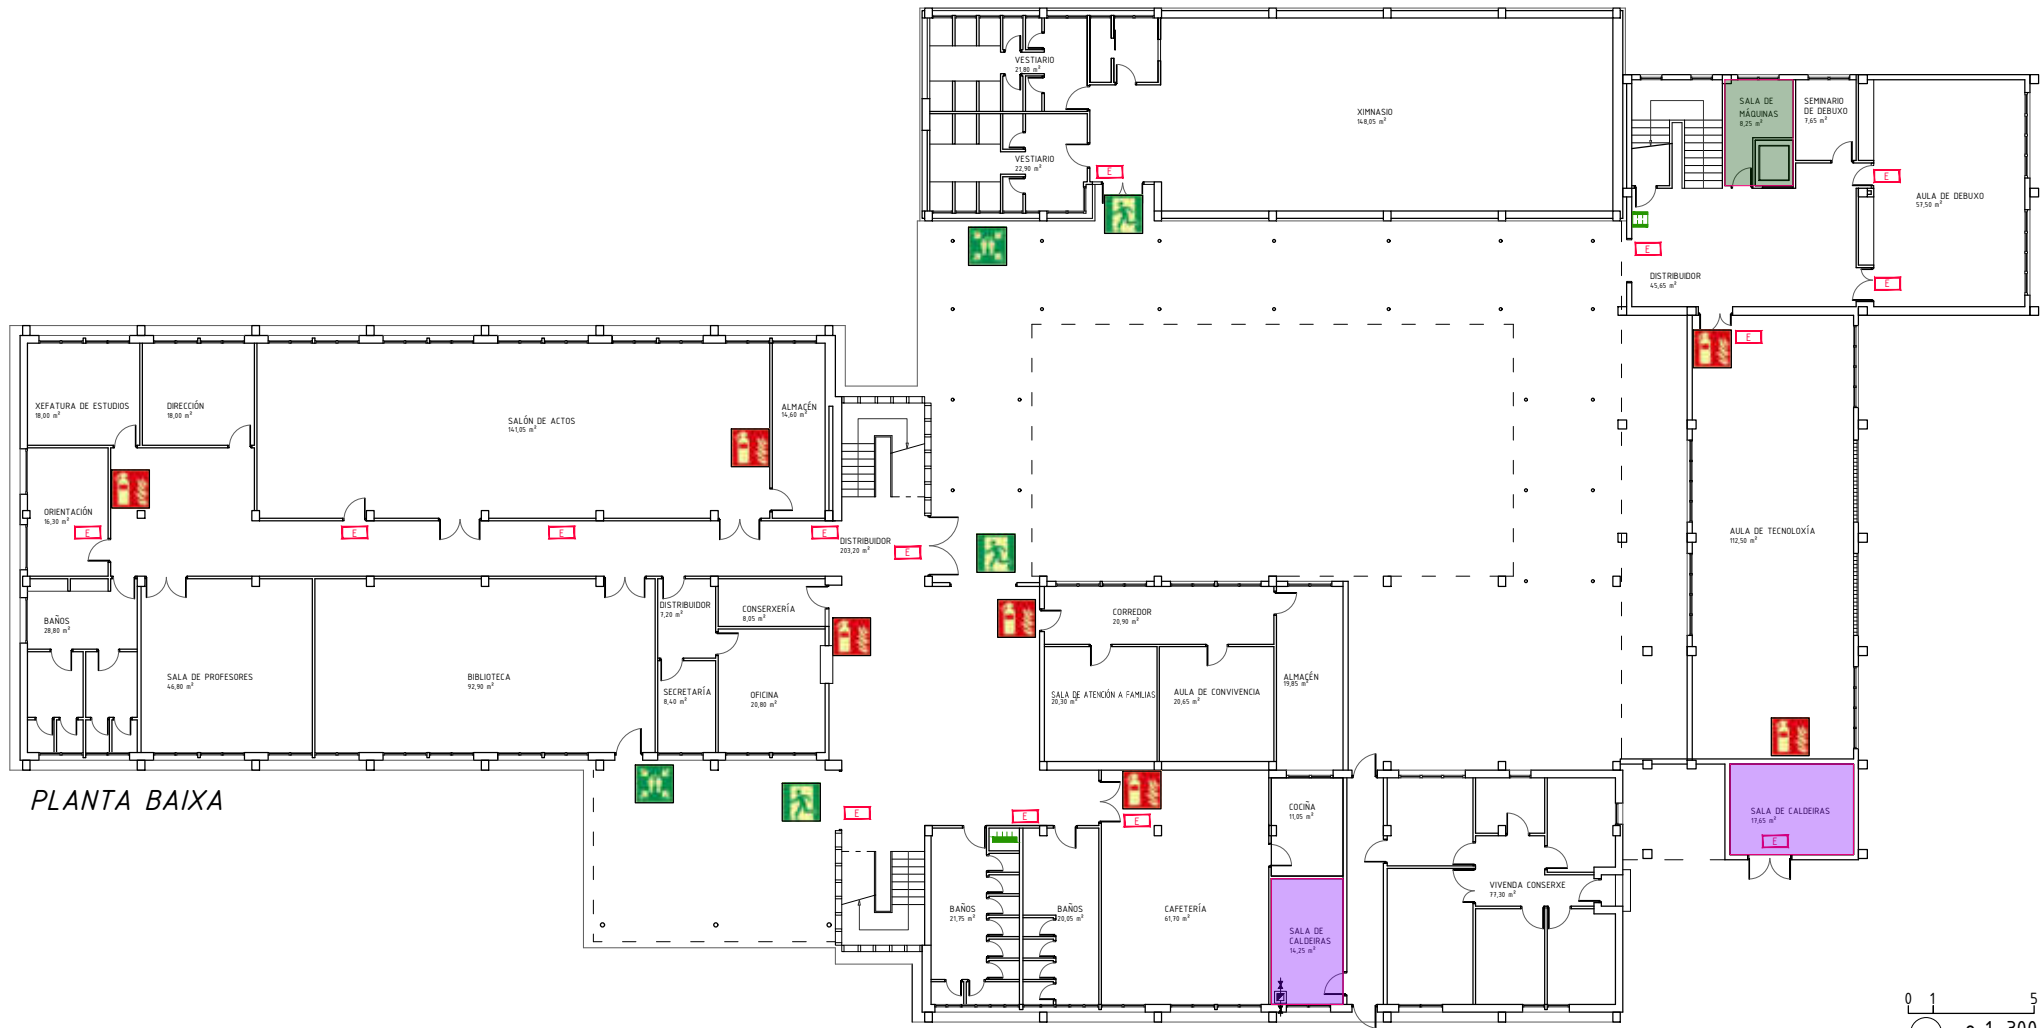 VESTIARIO
21,80 m²
XIMNASIO
148,05 m²
SALA DE
MÁQUINAS
8,25 m²
SEMINARIO
DE DEBUXO
7,65 m²
VESTIARIO
22,90 m²
E
E
AULA DE DEBUXO
57,50 m²
E
DISTRIBUIDOR
45,65 m²
E
E
XEFATURA DE ESTUDIOS
18,00 m²
DIRECCIÓN
18,00 m²
SALÓN DE ACTOS
141,05 m²
ALMACÉN
14,60 m²
ORIENTACIÓN
16,30 m²
E
E
E
E
DISTRIBUIDOR
203,20 m²
E
AULA DE TECNOLOXÍA
112,50 m²
BAÑOS
28,80 m²
DISTRIBUIDOR
7,20 m²
CONSERXERÍA
8,05 m²
CORREDOR
20,90 m²
SALA DE PROFESORES
46,80 m²
BIBLIOTECA
92,90 m²
SECRETARÍA
8,40 m²
OFICINA
20,80 m²
SALA DE ATENCIÓN A FAMILIAS
20,30 m²
AULA DE CONVIVENCIA
20,65 m²
ALMACÉN
19,85 m²
PLANTA BAIXA
E
E
E
COCIÑA
11,05 m²
SALA DE CALDEIRAS
17,65 m²
E
BAÑOS
21,75 m²
BAÑOS
20,05 m²
CAFETERÍA
61,70 m²
SALA DE
CALDEIRAS
14,25 m²
VIVENDA CONSERXE
77,30 m²
0 1 5